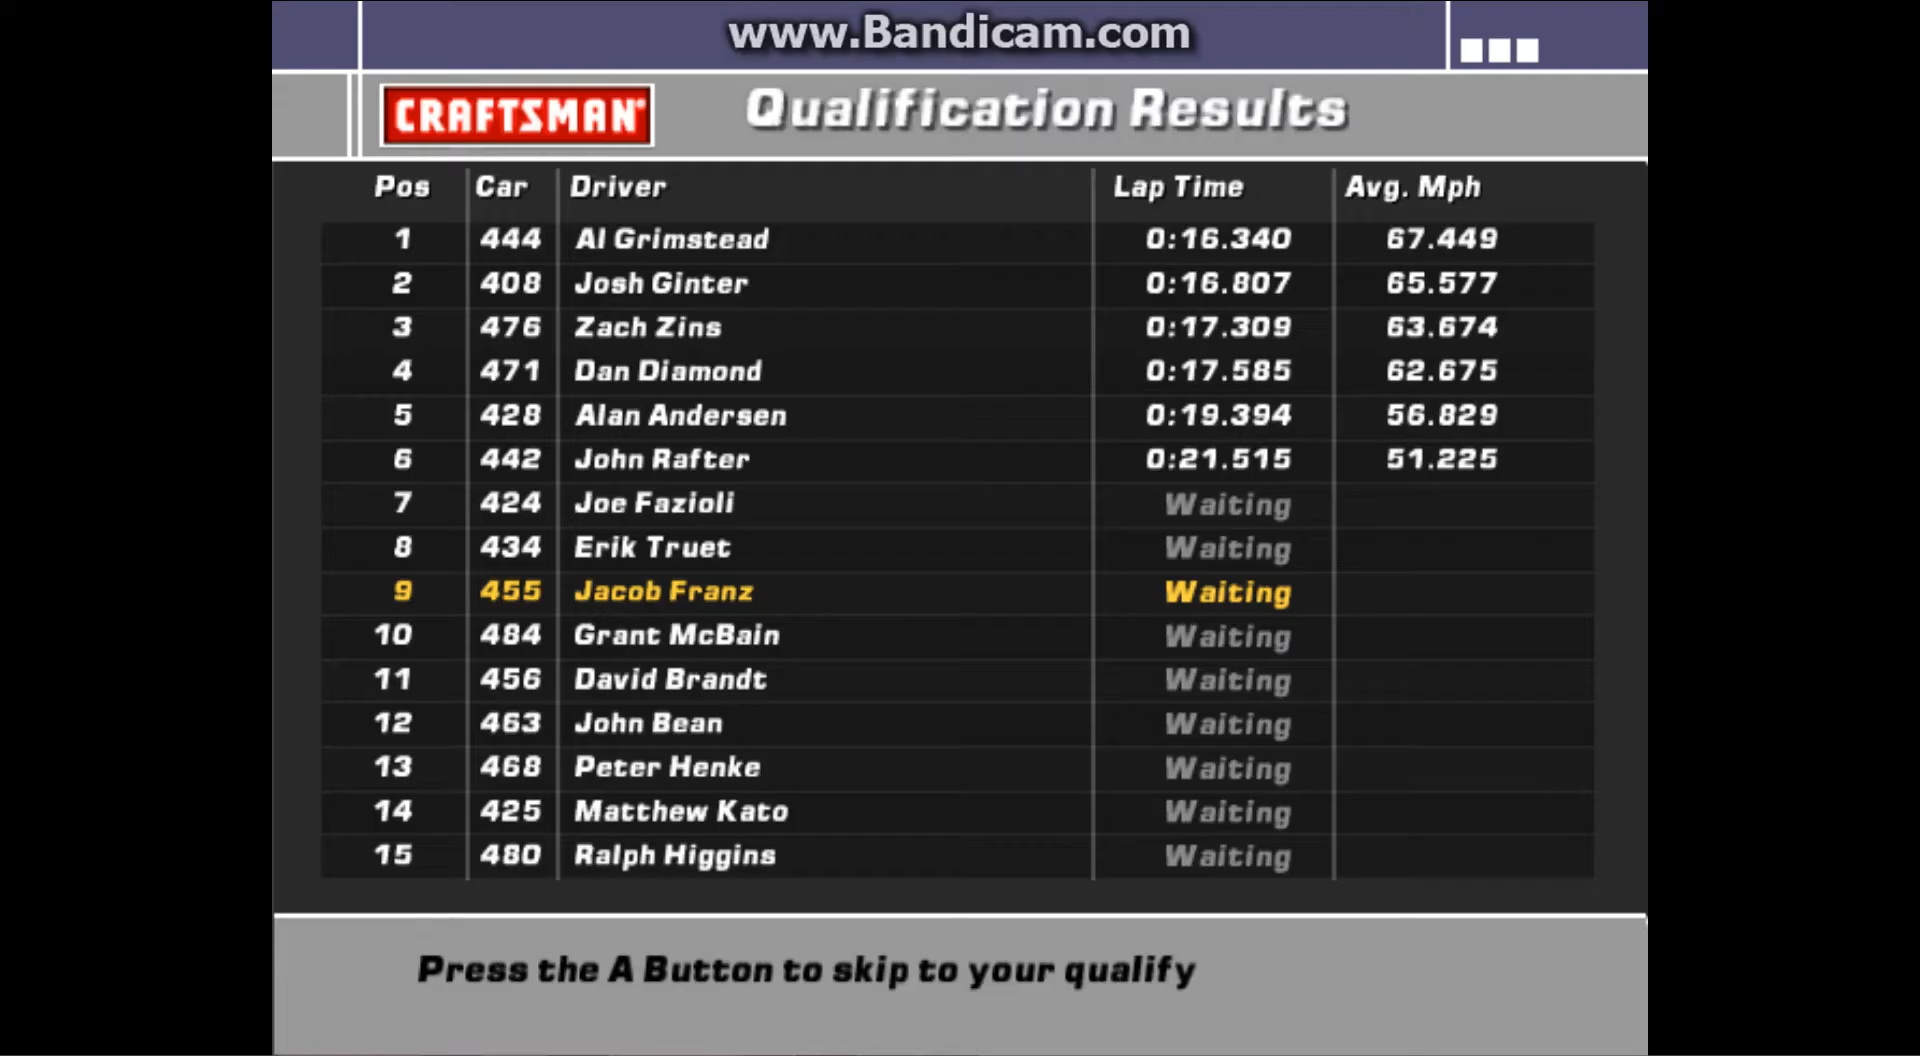 www.Bandicam.com
CRAFTSMAN®
Qualification Results
Pos Car Driver Lap Time Avg. Mph
1 444 Al Grimstead 0:16.340 67.449
2 408 Josh Ginter 0:16.807 65.577
3 476 Zach Zins 0:17.309 63.674
4 471 Dan Diamond 0:17.585 62.675
5 428 Alan Andersen 0:19.394 56.829
6 442 John Rafter 0:21.515 51.225
7 424 Joe Fazioli Waiting
8 434 Erik Truet Waiting
9 455 Jacob Franz Waiting
10 484 Grant McBain Waiting
11 456 David Brandt Waiting
12 463 John Bean Waiting
13 468 Peter Henke Waiting
14 425 Matthew Kato Waiting
15 480 Ralph Higgins Waiting
Press the A Button to skip to your qualify